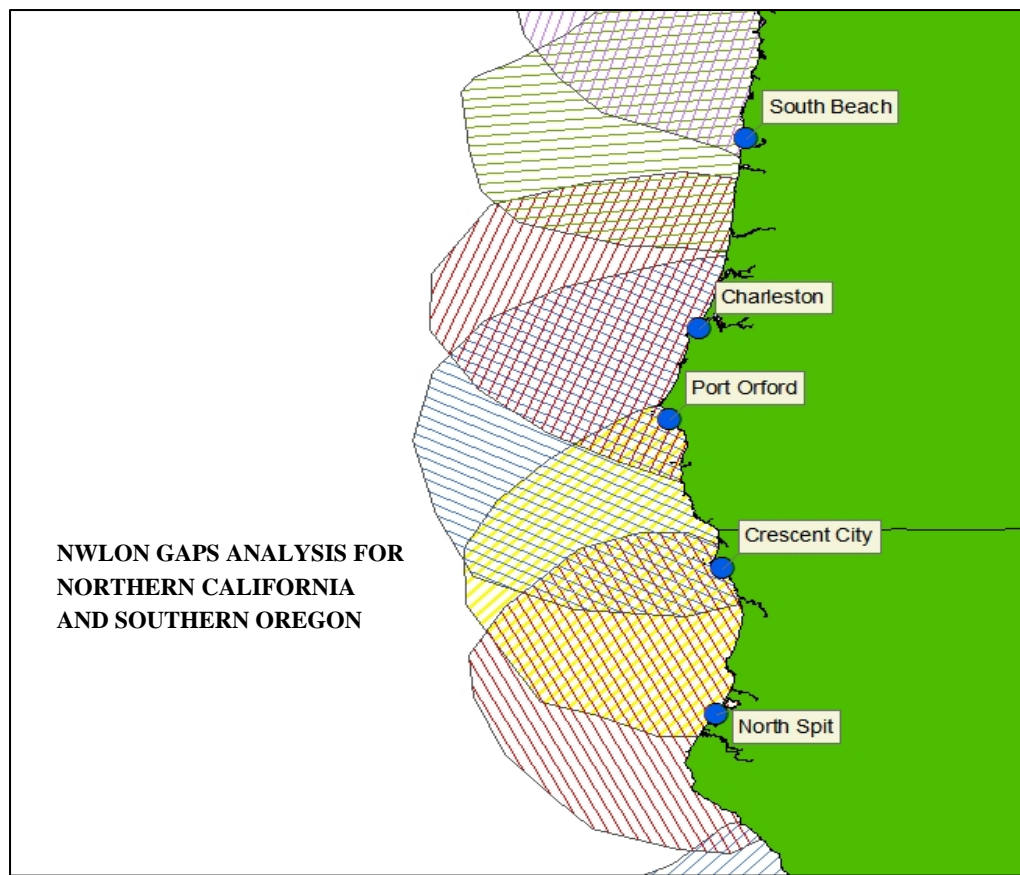 South Beach
Charleston
Port Orford
Crescent City
NWLON GAPS ANALYSIS FOR
NORTHERN CALIFORNIA
AND SOUTHERN OREGON
North Spit